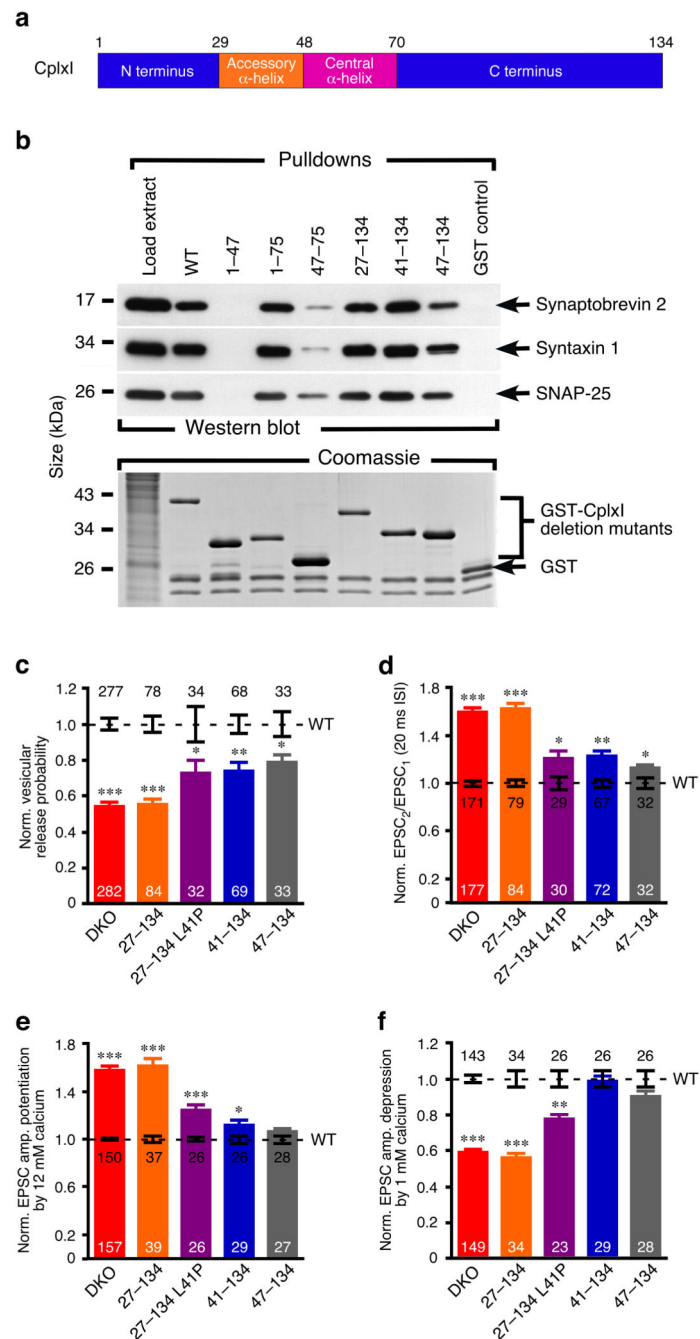 a
1 29 48 70 134
CplxI
N terminus
Accessory
α-helix
Central
α-helix
C terminus
b
Pulldowns
Load extract
WT
1–47
1–75
47–75
27–134
41–134
47–134
GST control
17
Synaptobrevin 2
34
Syntaxin 1
26
SNAP-25
Size (kDa)
Western blot
Coomassie
43
34
26
GST-CplxI
deletion mutants
GST
c
Norm. vesicular
release probability
1.2
1.0
0.8
0.6
0.4
0.2
0
277 78 34 68 33
WT
*** *** * ** *
282 84 32 69 33
DKO
27–134
27–134 L41P
41–134
47–134
d
Norm. EPSC2/EPSC1 (20 ms ISI)
1.8
1.4
1.0
0.6
0.2
0
*** *** * ** *
WT
171 79 29 67 32
177 84 30 72 32
DKO
27–134
27–134 L41P
41–134
47–134
e
Norm. EPSC amp. potentiation
by 12 mM calcium
1.8
1.4
1.0
0.6
0.2
0
*** *** *** *
WT
150 37 26 26 28
157 39 26 29 27
DKO
27–134
27–134 L41P
41–134
47–134
f
Norm. EPSC amp. depression
by 1 mM calcium
1.2
1.0
0.8
0.6
0.4
0.2
0
143 34 26 26 26
WT
*** *** **
149 34 23 29 28
DKO
27–134
27–134 L41P
41–134
47–134